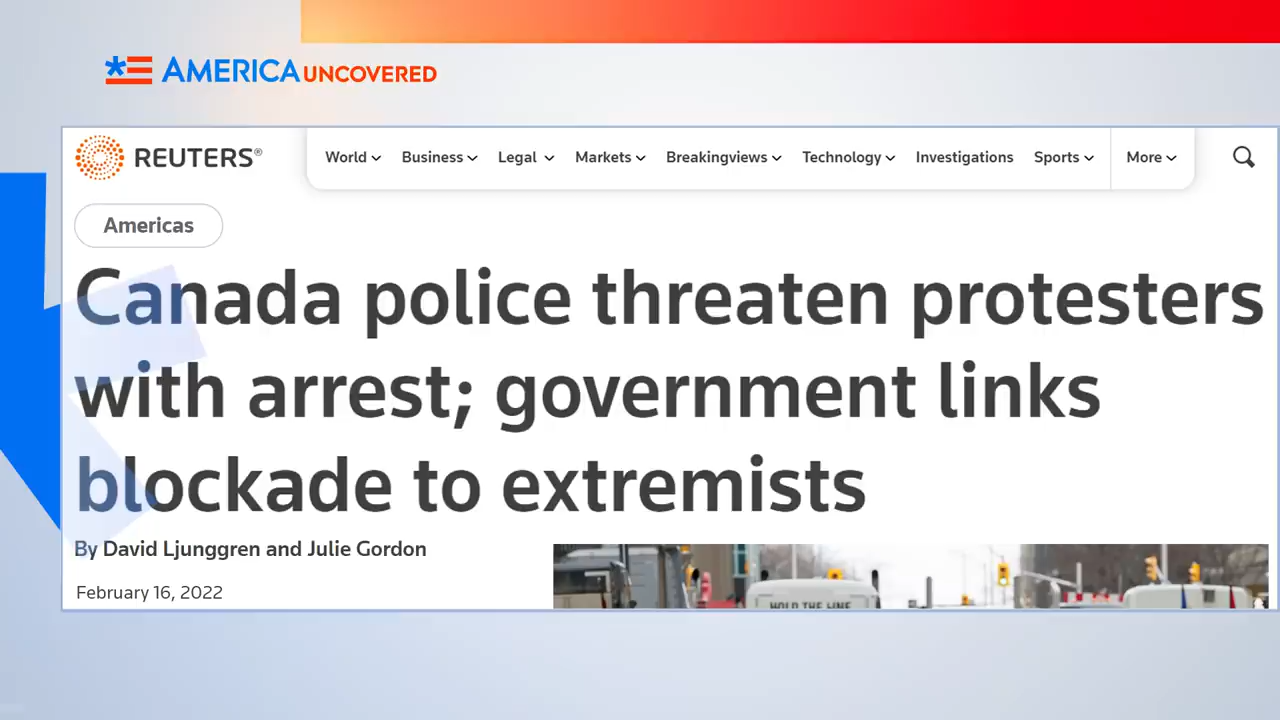 AMERICA UNCOVERED
REUTERS®
World Business Legal Markets Breakingviews Technology Investigations Sports More
Americas
Canada police threaten protesters
with arrest; government links
blockade to extremists
By David Ljunggren and Julie Gordon
February 16, 2022
HOLD THE LINE